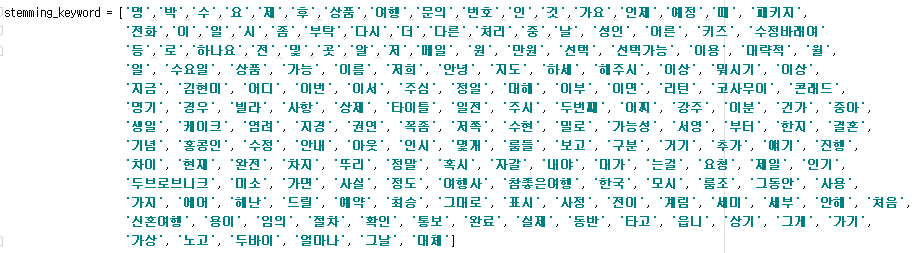 stemming_keyword = ['명','박','수','요','제','후','상품','여행','문의','번호','인','것','가요','언제','예정','때','패키지',
'전화','이','일','시','좀','부탁','다시','더','다른','처리','중','날','성인','어른','키즈','수정바래여'
'등','로','하나요','전','및','곳','알','저','메일','원','만원','선택','선택가능','이용','대략적','월',
'일','수요일','상품','가능','이름','저희','안녕','지도','하세','해주시','이상','뭐시기','이상',
'지금','김현미','어디','이번','이서','주심','정일','대해','이부','이면','리턴','코사무이','콘래드',
'명기','경우','빌라','사항','상제','타이틀','일전','주시','두번째','어찌','강주','이분','건가','중아',
'생일','케이크','염려','지경','권연','폭좀','저족','수현','밀로','가능성','서영','부터','한지','결혼',
'기념','홍콩인','수정','안내','아웃','인시','몇개','룸들','보고','구분','거기','추가','얘기','진행',
'차이','현재','완전','차지','뚜리','정말','혹시','자갈','내야','대가','는걸','요청','제일','인기',
'두브로브니크','미소','가면','사실','정도','여행사','참좋은여행','한국','모시','룸조','그동안','사용',
'가지','에어','헤난','드릴','예약','최승','그대로','표시','사정','전이','계림','세미','세부','안해','처음',
'신혼여행','용이','임의','절차','확인','통보','완료','실제','동반','타고','읍니','상기','그게','가기',
'가상','노고','두바이','얼마나','그날','대체']